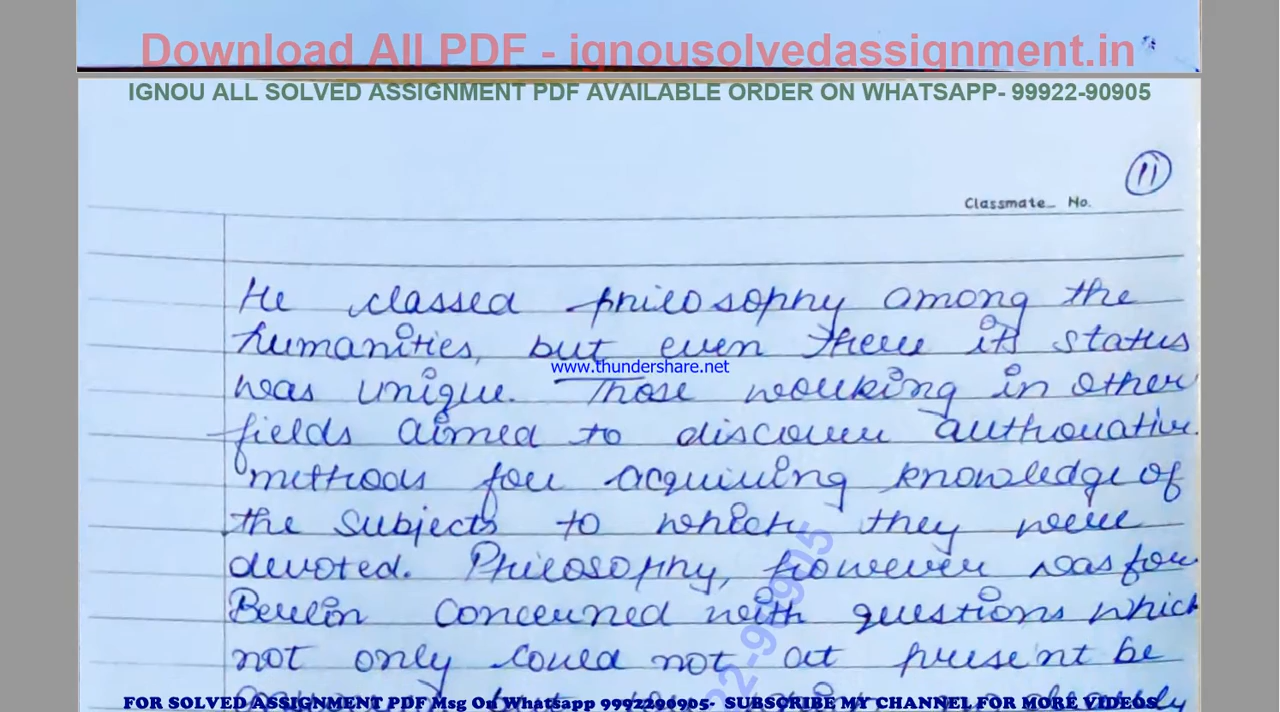 Download All PDF - ignousolvedassignment.in
IGNOU ALL SOLVED ASSIGNMENT PDF AVAILABLE ORDER ON WHATSAPP- 99922-90905
11
Classmate No.
He classed philosophy among the
humanities, but even there its status
www.thundershare.net
was unique. Those working in other
fields aimed to discover authorative
methods for acquiring knowledge of
the subjects to which they were
devoted. Philosophy, however was for
Berlin concerned with questions which
not only could not at present be
22-90905
FOR SOLVED ASSIGNMENT PDF Msg On Whatsapp 9992290905- SUBSCRIBE MY CHANNEL FOR MORE VIDEOS